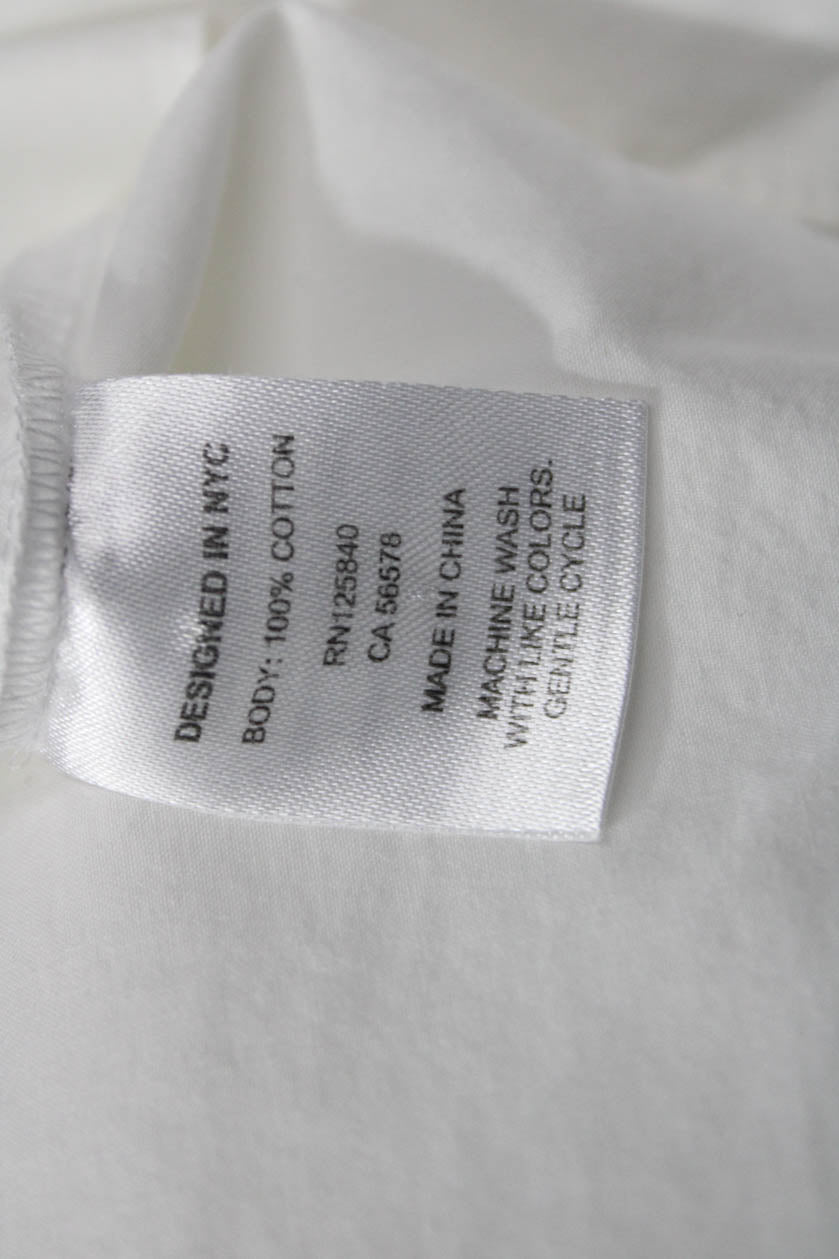 DESIGNED IN NYC
BODY: 100% COTTON
RN125840
CA 56578
MADE IN CHINA
MACHINE WASH
WITH LIKE COLORS.
GENTLE CYCLE